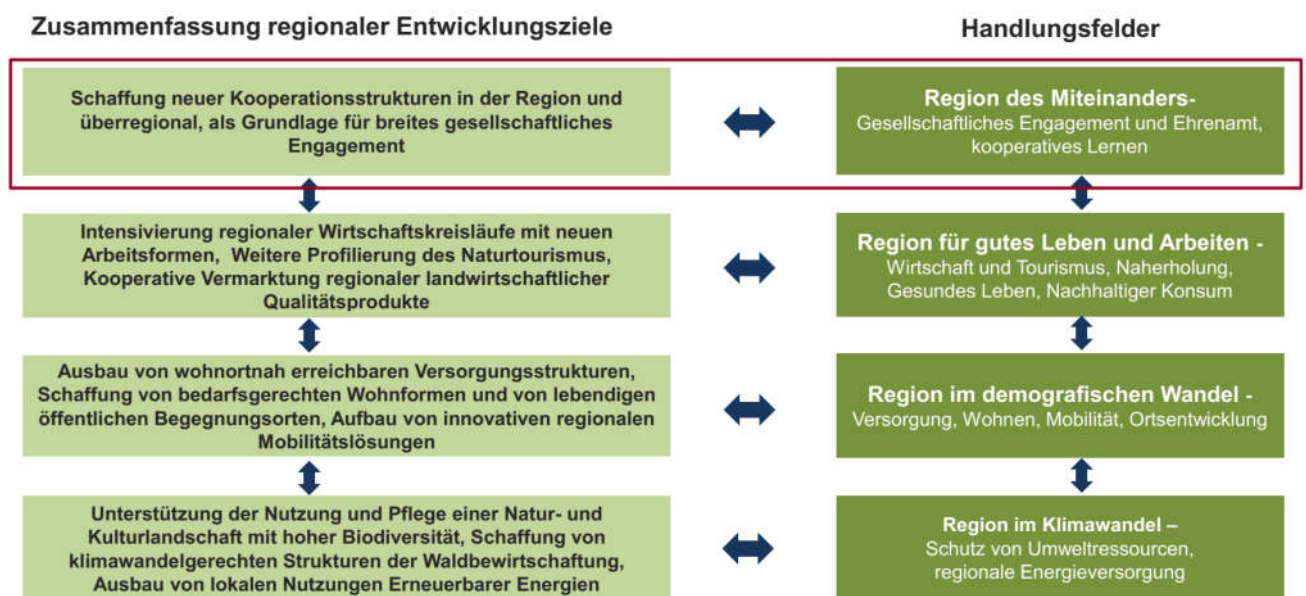 Zusammenfassung regionaler Entwicklungsziele
Handlungsfelder
Schaffung neuer Kooperationsstrukturen in der Region und
überregional, als Grundlage für breites gesellschaftliches
Engagement
Region des Miteinanders-
Gesellschaftliches Engagement und Ehrenamt,
kooperatives Lernen
Intensivierung regionaler Wirtschaftskreisläufe mit neuen
Arbeitsformen, Weitere Profilierung des Naturtourismus,
Kooperative Vermarktung regionaler landwirtschaftlicher
Qualitätsprodukte
Region für gutes Leben und Arbeiten -
Wirtschaft und Tourismus, Naherholung,
Gesundes Leben, Nachhaltiger Konsum
Ausbau von wohnortnah erreichbaren Versorgungsstrukturen,
Schaffung von bedarfsgerechten Wohnformen und von lebendigen
öffentlichen Begegnungsorten, Aufbau von innovativen regionalen
Mobilitätslösungen
Region im demografischen Wandel -
Versorgung, Wohnen, Mobilität, Ortsentwicklung
Unterstützung der Nutzung und Pflege einer Natur- und
Kulturlandschaft mit hoher Biodiversität, Schaffung von
klimawandelgerechten Strukturen der Waldbewirtschaftung,
Ausbau von lokalen Nutzungen Erneuerbarer Energien
Region im Klimawandel –
Schutz von Umweltressourcen,
regionale Energieversorgung